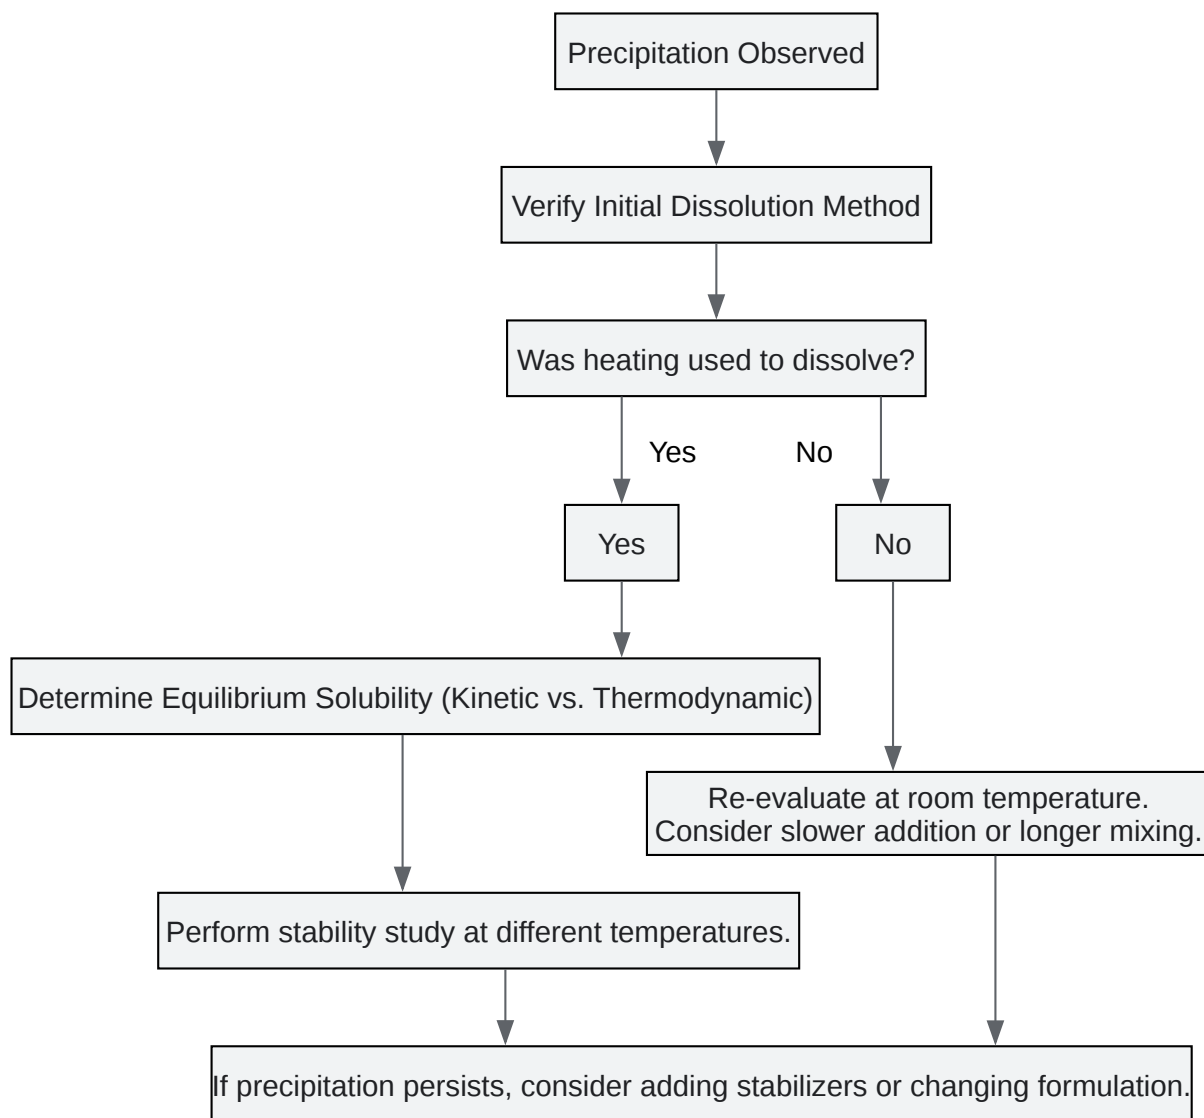 Precipitation Observed
Verify Initial Dissolution Method
Was heating used to dissolve?
Yes
No
Yes
No
Determine Equilibrium Solubility (Kinetic vs. Thermodynamic)
Re-evaluate at room temperature.
Consider slower addition or longer mixing.
Perform stability study at different temperatures.
If precipitation persists, consider adding stabilizers or changing formulation.